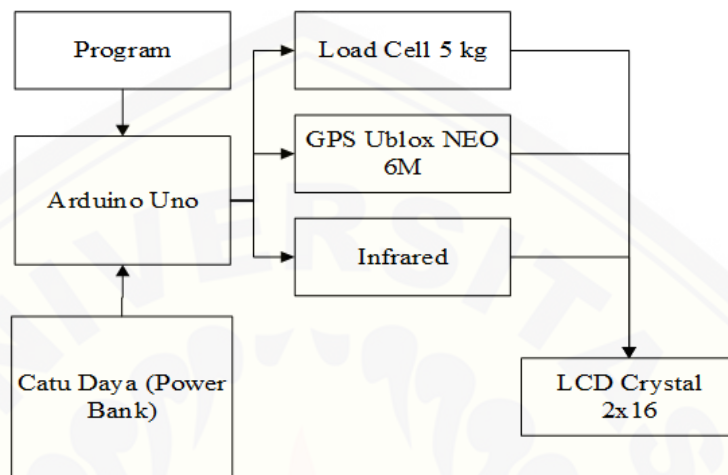 Program
Load Cell 5 kg
Arduino Uno
GPS Ublox NEO
6M
Infrared
Catu Daya (Power
Bank)
LCD Crystal
2x16
UNIVERSITAS